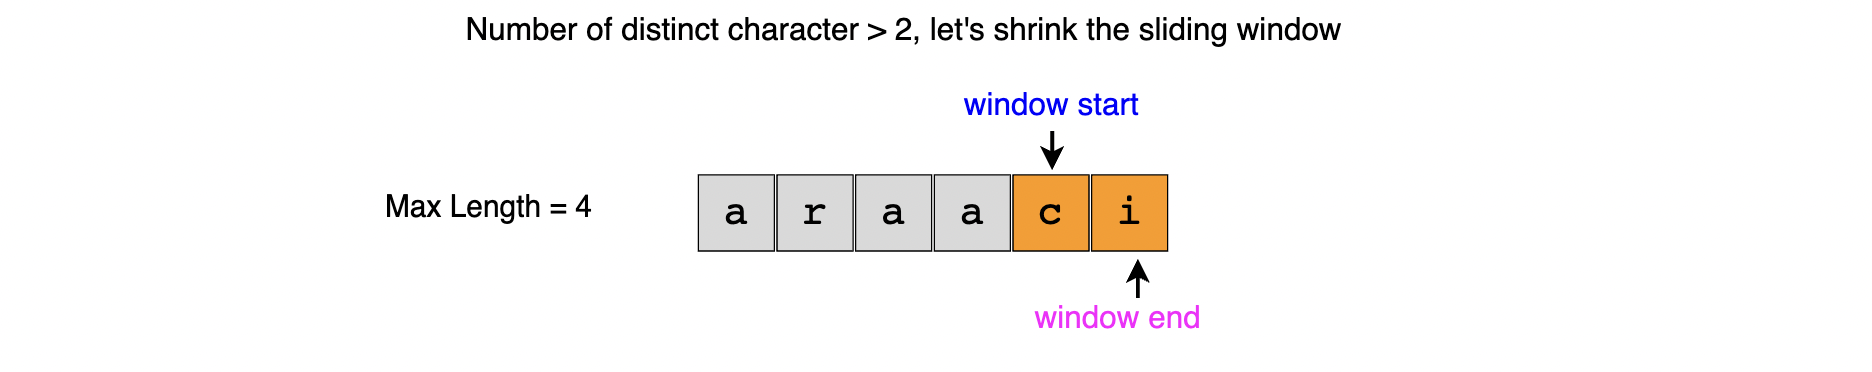 Number of distinct character > 2, let's shrink the sliding window
window start
Max Length = 4
a r a a c i
window end